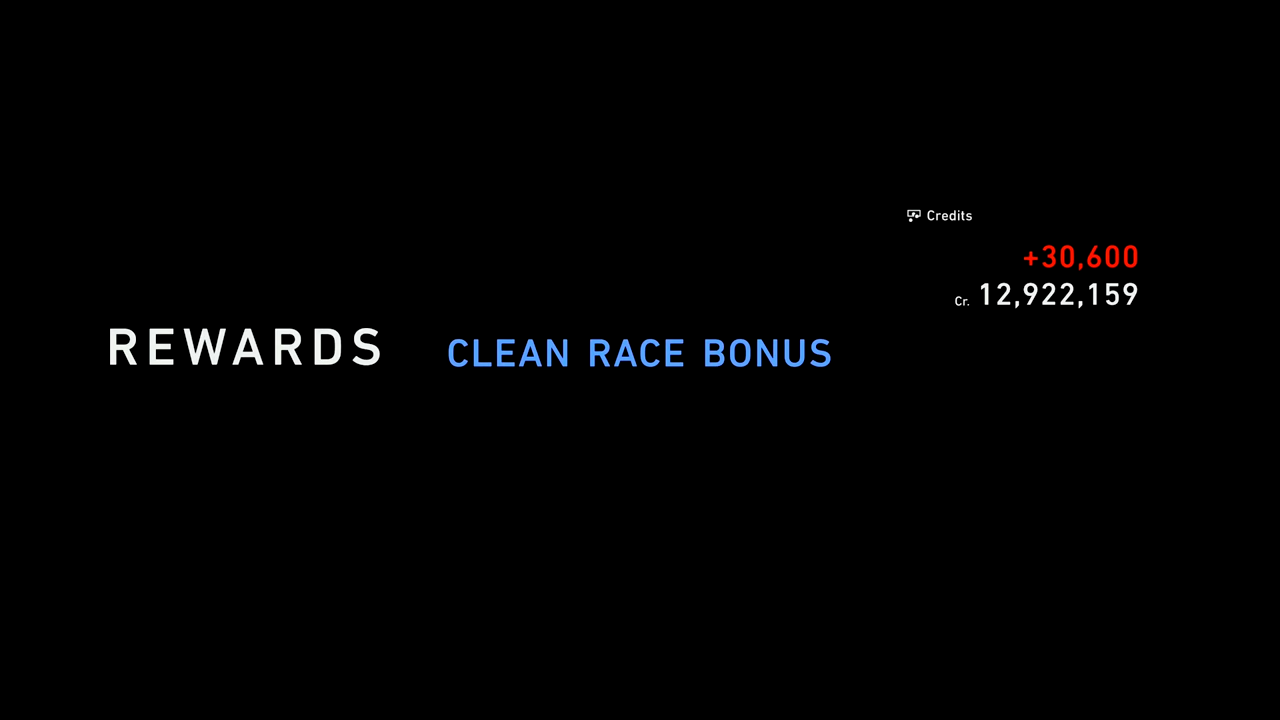 Credits
+30,600
Cr. 12,922,159
REWARDS
CLEAN RACE BONUS